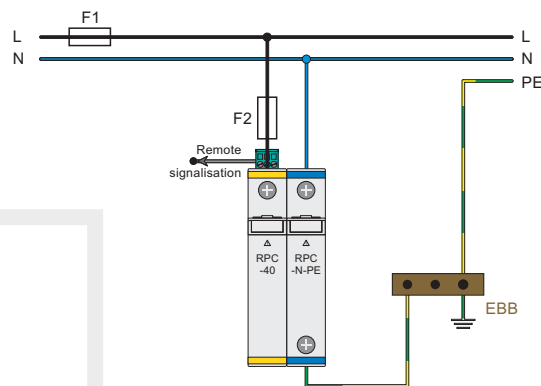 F1
L L
N N
PE
F2
Remote
signalisation
RPC
-40
RPC
-N-PE
EBB